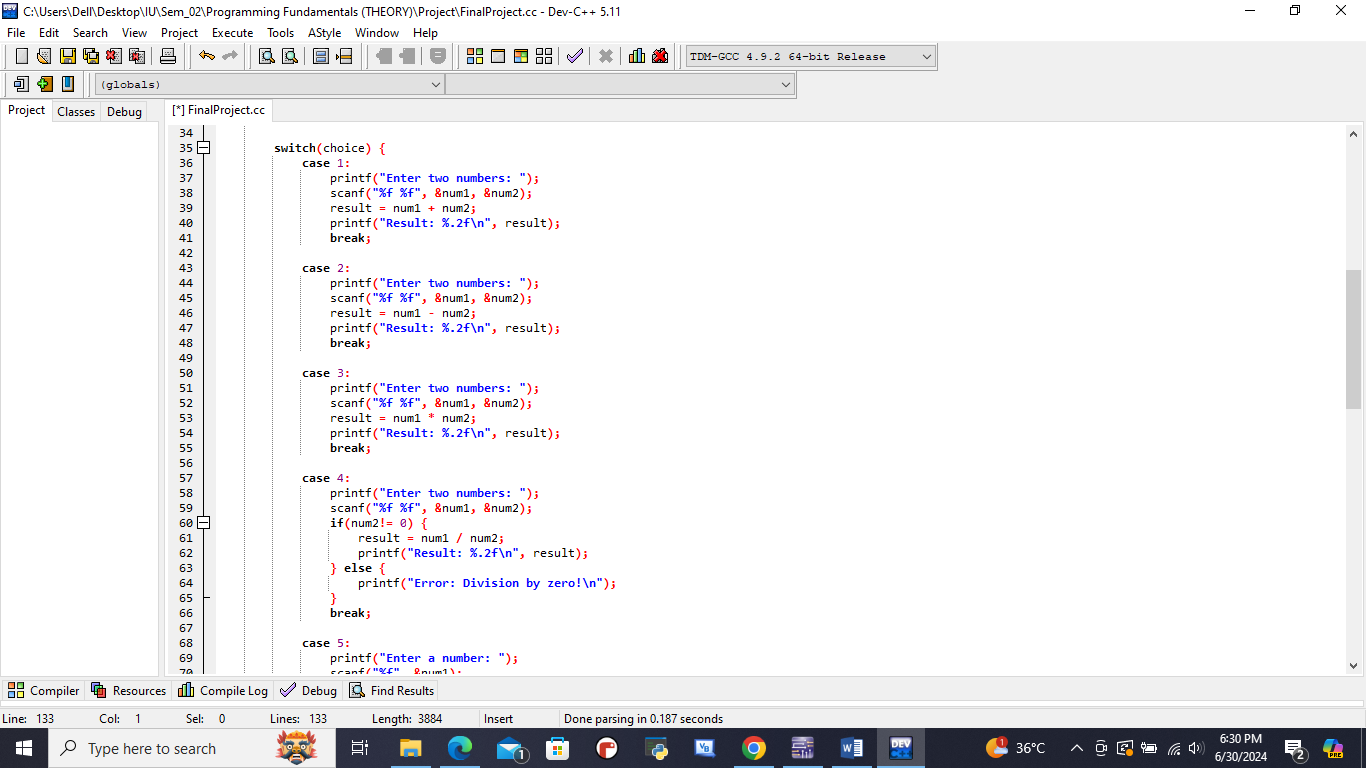 C:\Users\Dell\Desktop\IU\Sem_02\Programming Fundamentals (THEORY)\Project\FinalProject.cc - Dev-C++ 5.11
File Edit Search View Project Execute Tools AStyle Window Help
TDM-GCC 4.9.2 64-bit Release
(globals)
Project Classes Debug
[*] FinalProject.cc
34
35 switch(choice) {
36 case 1:
37 printf("Enter two numbers: ");
38 scanf("%f %f", &num1, &num2);
39 result = num1 + num2;
40 printf("Result: %.2f\n", result);
41 break;
42
43 case 2:
44 printf("Enter two numbers: ");
45 scanf("%f %f", &num1, &num2);
46 result = num1 - num2;
47 printf("Result: %.2f\n", result);
48 break;
49
50 case 3:
51 printf("Enter two numbers: ");
52 scanf("%f %f", &num1, &num2);
53 result = num1 * num2;
54 printf("Result: %.2f\n", result);
55 break;
56
57 case 4:
58 printf("Enter two numbers: ");
59 scanf("%f %f", &num1, &num2);
60 if(num2!= 0) {
61 result = num1 / num2;
62 printf("Result: %.2f\n", result);
63 } else {
64 printf("Error: Division by zero!\n");
65 }
66 break;
67
68 case 5:
69 printf("Enter a number: ");
70 scanf("%f", &num1);
Compiler Resources Compile Log Debug Find Results
Line: 133 Col: 1 Sel: 0 Lines: 133 Length: 3884 Insert Done parsing in 0.187 seconds
Type here to search
1
DEV
36°C
6:30 PM
6/30/2024
2
PRE